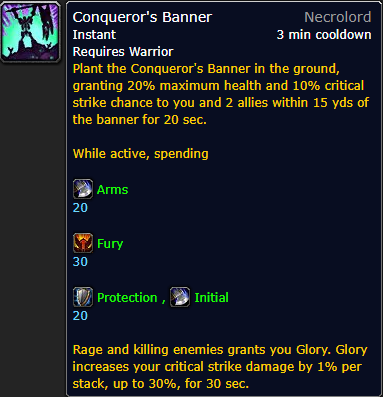 Conqueror's Banner Necrolord
Instant 3 min cooldown
Requires Warrior
Plant the Conqueror's Banner in the ground,
granting 20% maximum health and 10% critical
strike chance to you and 2 allies within 15 yds of
the banner for 20 sec.
While active, spending
Arms
20
Fury
30
Protection , Initial
20
Rage and killing enemies grants you Glory. Glory
increases your critical strike damage by 1% per
stack, up to 30%, for 30 sec.